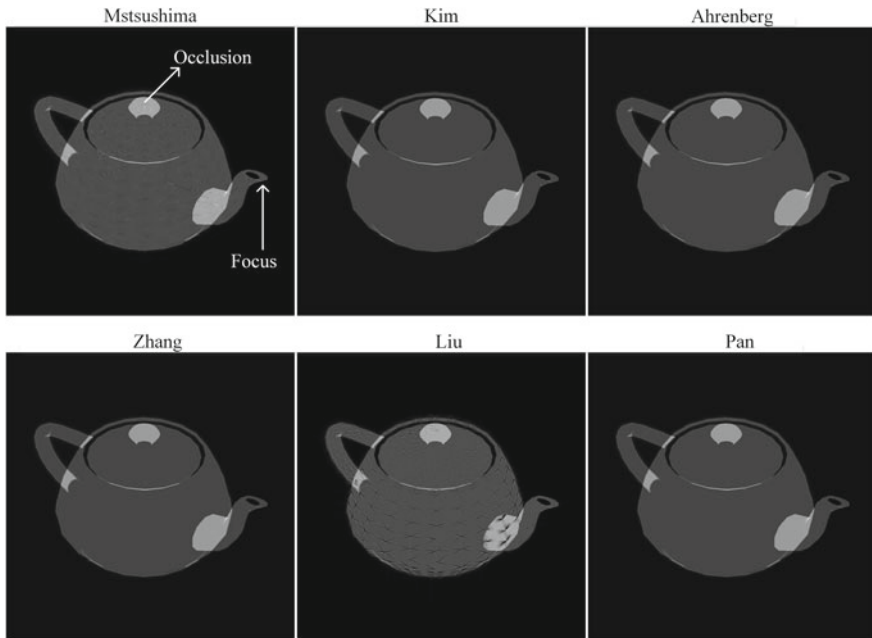 Mstsushima
Kim
Ahrenberg
Occlusion
Focus
Zhang
Liu
Pan